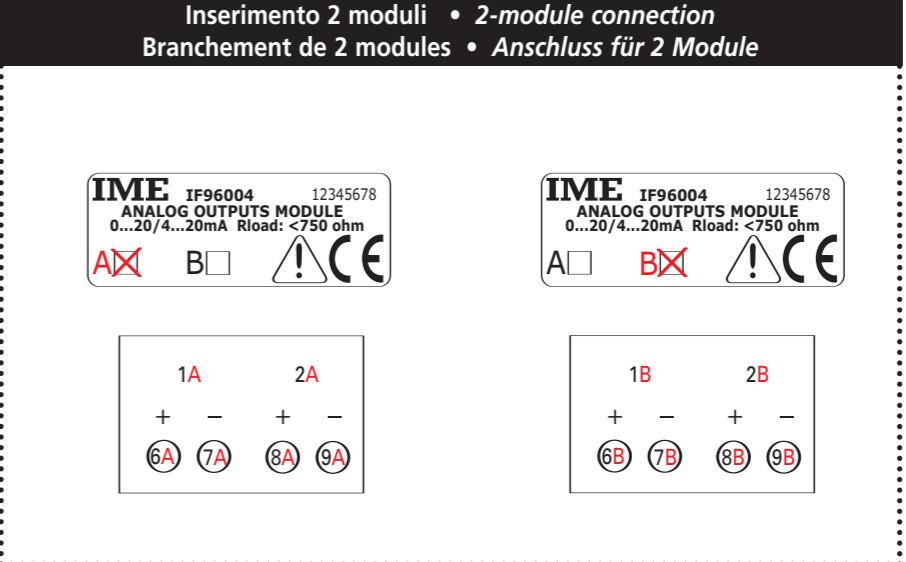 Inserimento 2 moduli • 2-module connection
Branchement de 2 modules • Anschluss für 2 Module
IME IF96004 12345678
ANALOG OUTPUTS MODULE
0...20/4...20mA Rload: <750 ohm
A B CE
1A 2A
+ − + −
6A 7A 8A 9A
IME IF96004 12345678
ANALOG OUTPUTS MODULE
0...20/4...20mA Rload: <750 ohm
A B CE
1B 2B
+ − + −
6B 7B 8B 9B